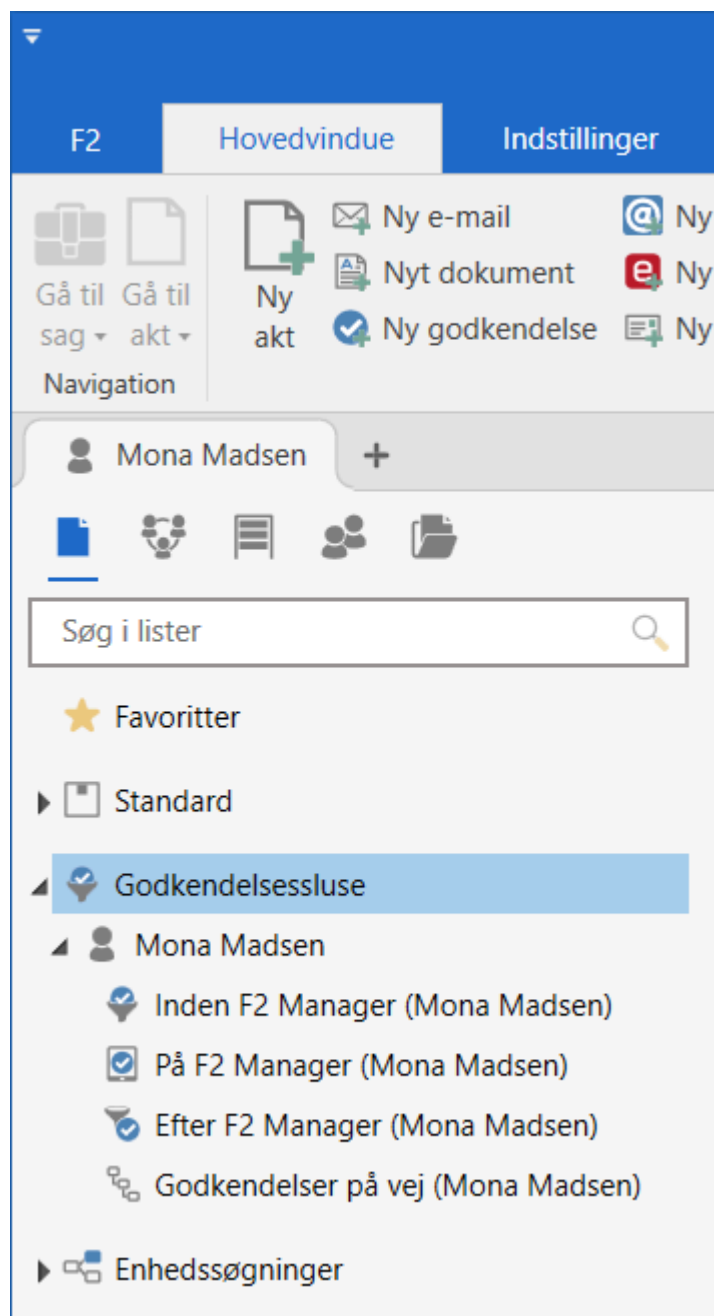 F2 Hovedvindue Indstillinger
Ny e-mail Ny
Nyt dokument Ny
Ny godkendelse Ny
Gå til sag
Gå til akt
Ny akt
Navigation
Mona Madsen +
Søg i lister
Favoritter
Standard
Godkendelsessluse
Mona Madsen
Inden F2 Manager (Mona Madsen)
På F2 Manager (Mona Madsen)
Efter F2 Manager (Mona Madsen)
Godkendelser på vej (Mona Madsen)
Enhedssøgninger